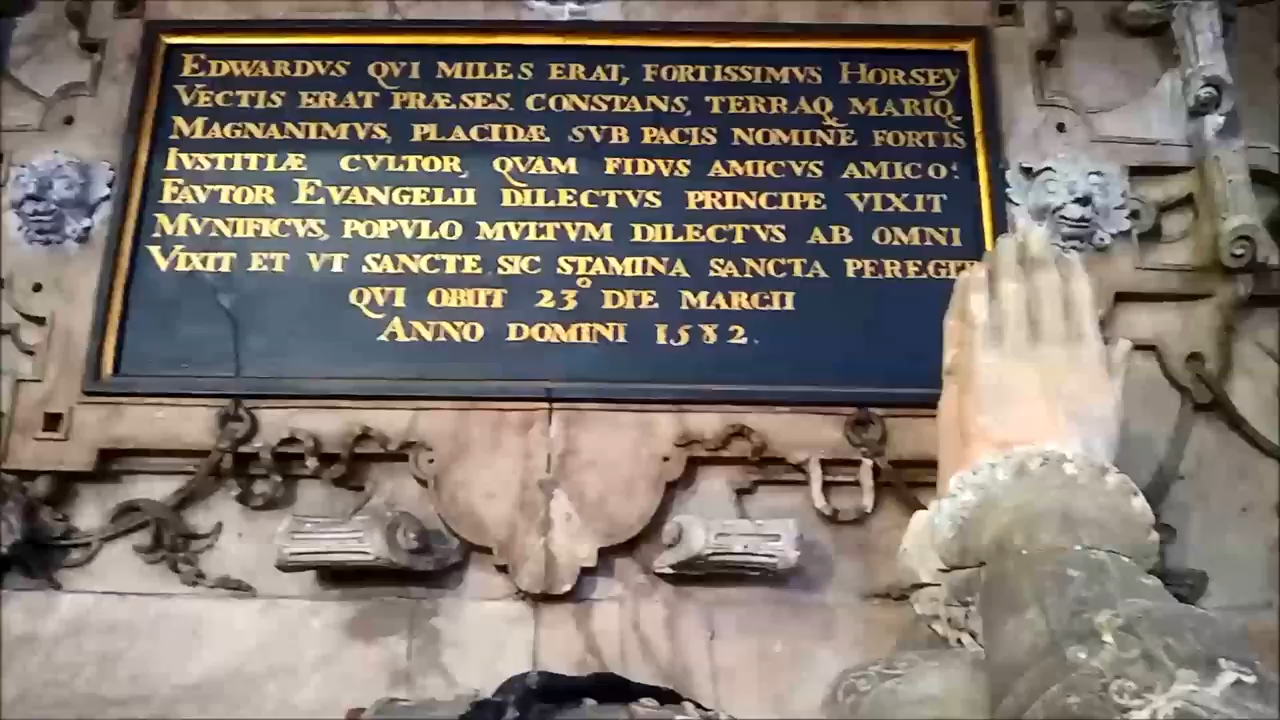 EDWARDVS QVI MILES ERAT, FORTISSIMVS HORSEY
VECTIS ERAT PRÆSES. CONSTANS, TERRAQ, MARIQ,
MAGNANIMVS, PLACIDÆ SVB PACIS NOMINE FORTIS
IVSTITIÆ CVLTOR, QVAM FIDVS AMICVS AMICO:
FAVTOR EVANGELII DILECTVS PRINCIPE VIXIT
MVNIFICVS, POPVLO MVLTVM DILECTVS AB OMNI
VIXIT ET VT SANCTE SIC STAMINA SANCTA PEREGIT
QVI OBIIT 23º DIE MARCII
ANNO DOMINI 1582.